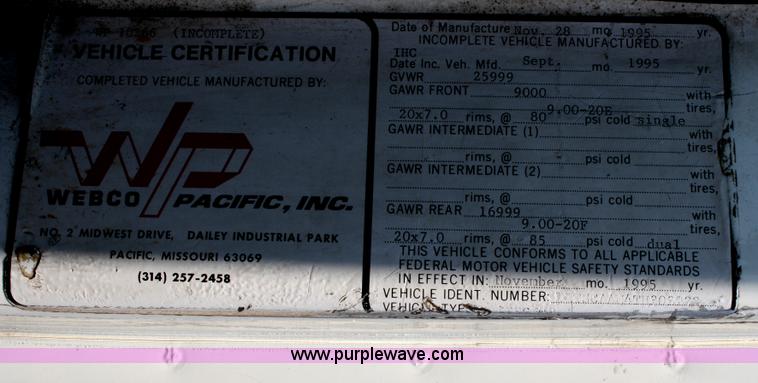 (INCOMPLETE)
VEHICLE CERTIFICATION
COMPLETED VEHICLE MANUFACTURED BY:
WP
WEBCO PACIFIC, INC.
NO. 2 MIDWEST DRIVE, DAILEY INDUSTRIAL PARK
PACIFIC, MISSOURI 63069
(314) 257-2458
Date of Manufacture Nov. 28 mo. 1995 yr.
INCOMPLETE VEHICLE MANUFACTURED BY:
IHC
Date Inc. Veh. Mfd. Sept. mo. 1995 yr.
GVWR 25999
GAWR FRONT 9000 with
9.00-20E tires,
20x7.0 rims, @ 80 psi cold single
GAWR INTERMEDIATE (1) with
tires,
rims, @ psi cold
GAWR INTERMEDIATE (2) with
tires,
rims, @ psi cold
GAWR REAR 16999 with
9.00-20F tires,
20x7.0 rims, @ 85 psi cold dual
THIS VEHICLE CONFORMS TO ALL APPLICABLE
FEDERAL MOTOR VEHICLE SAFETY STANDARDS
IN EFFECT IN: November mo. 1995 yr.
VEHICLE IDENT. NUMBER:
VEHICLE TYPE
www.purplewave.com